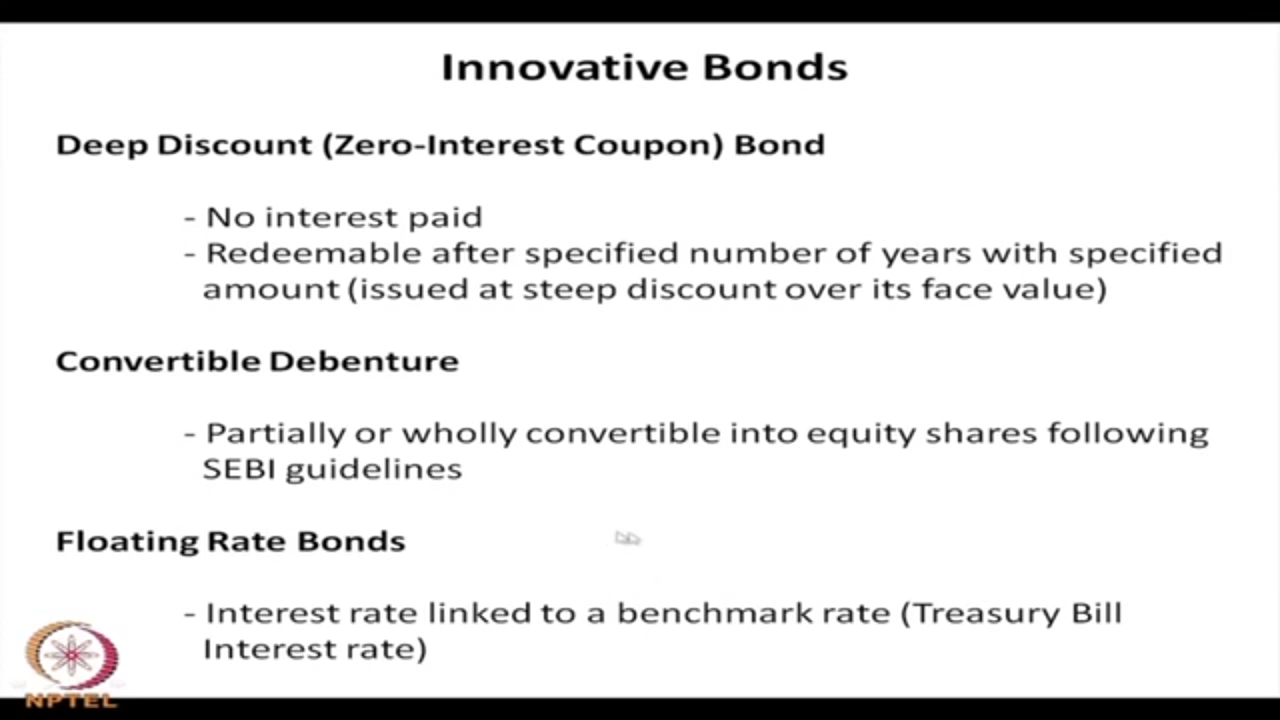 Innovative Bonds
Deep Discount (Zero-Interest Coupon) Bond
- No interest paid
- Redeemable after specified number of years with specified
amount (issued at steep discount over its face value)
Convertible Debenture
- Partially or wholly convertible into equity shares following
SEBI guidelines
Floating Rate Bonds
- Interest rate linked to a benchmark rate (Treasury Bill
Interest rate)
NPTEL